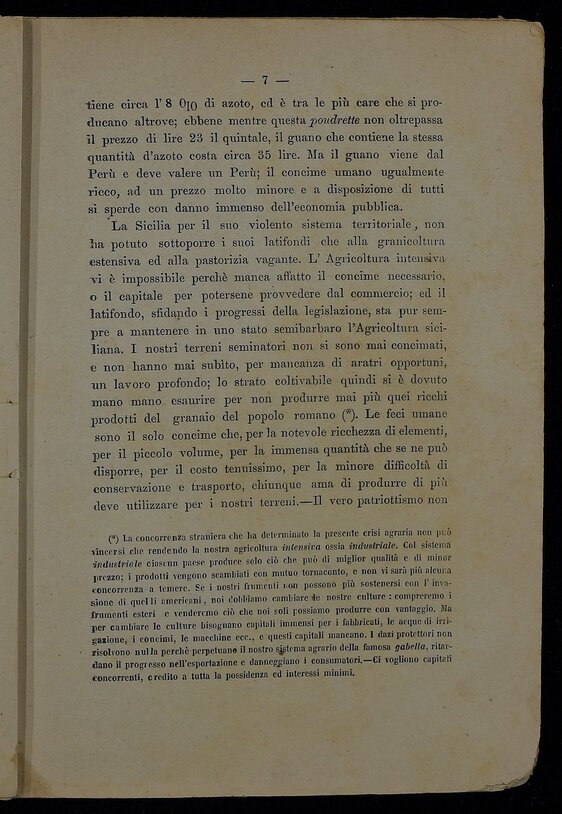 — 7 —
tiene circa l' 8 0|0 di azoto, ed è tra le più care che si pro-
ducano altrove; ebbene mentre questa poudrette non oltrepassa
il prezzo di lire 23 il quintale, il guano che contiene la stessa
quantità d'azoto costa circa 35 lire. Ma il guano viene dal
Perù e deve valere un Perù; il concime umano ugualmente
ricco, ad un prezzo molto minore e a disposizione di tutti
si sperde con danno immenso dell'economia pubblica.
La Sicilia per il suo violento sistema territoriale, non
ha potuto sottoporre i suoi latifondi che alla granicoltura
estensiva ed alla pastorizia vagante. L' Agricoltura intensiva
vi è impossibile perchè manca affatto il concime necessario,
o il capitale per potersene provvedere dal commercio; ed il
latifondo, sfidando i progressi della legislazione, sta pur sem-
pre a mantenere in uno stato semibarbaro l'Agricoltura sici-
liana. I nostri terreni seminatori non si sono mai concimati,
e non hanno mai subìto, per mancanza di aratri opportuni,
un lavoro profondo; lo strato coltivabile quindi si è dovuto
mano mano esaurire per non produrre mai più quei ricchi
prodotti del granaio del popolo romano (*). Le feci umane
sono il solo concime che, per la notevole ricchezza di elementi,
per il piccolo volume, per la immensa quantità che se ne può
disporre, per il costo tenuissimo, per la minore difficoltà di
conservazione e trasporto, chiunque ama di produrre di più
deve utilizzare per i nostri terreni.—Il vero patriottismo non
(*) La concorrenza straniera che ha determinato la presente crisi agraria non può
vincersi che rendendo la nostra agricoltura intensiva ossia industriale. Col sistema
industriale ciascun paese produce solo ciò che può di miglior qualità e di minor
prezzo; i prodotti vengono scambiati con mutuo tornaconto, e non vi sarà più alcuna
concorrenza a temere. Se i nostri frumenti non possono più sostenersi con l' inva-
sione di quelli americani, noi dobbiamo cambiare le nostre culture: compreremo i
frumenti esteri e venderemo ciò che noi soli possiamo produrre con vantaggio. Ma
per cambiare le culture bisognano capitali immensi per i fabbricati, le acque di irri-
gazione, i concimi, le macchine ecc., e questi capitali mancano. I dazi protettori non
risolvono nulla perchè perpetuano il nostro sistema agrario della famosa gabella, ritar-
dano il progresso nell'esportazione e danneggiano i consumatori.—Ci vogliono capitali
concorrenti, credito a tutta la possidenza ed interessi minimi.